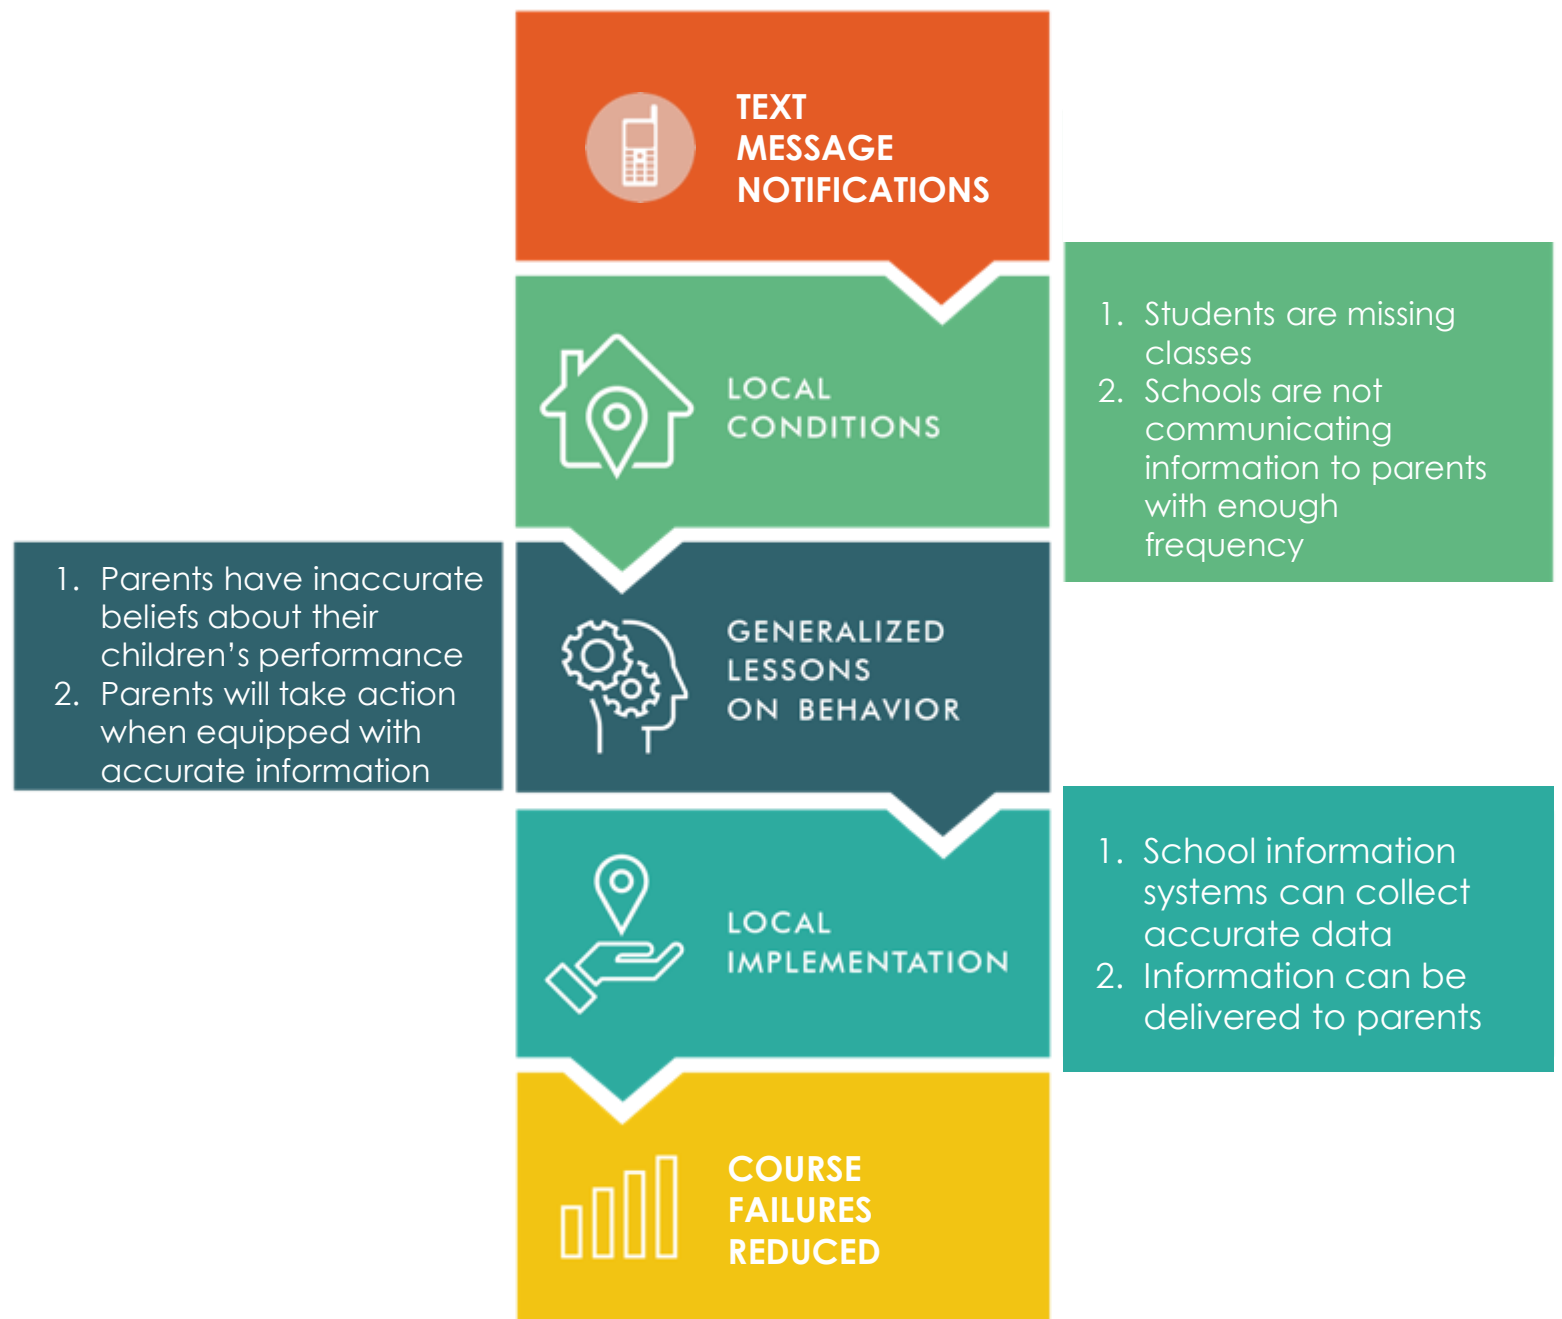 TEXT
MESSAGE
NOTIFICATIONS
LOCAL
CONDITIONS
1. Students are missing
classes
2. Schools are not
communicating
information to parents
with enough
frequency
1. Parents have inaccurate
beliefs about their
children’s performance
2. Parents will take action
when equipped with
accurate information
GENERALIZED
LESSONS
ON BEHAVIOR
LOCAL
IMPLEMENTATION
1. School information
systems can collect
accurate data
2. Information can be
delivered to parents
COURSE
FAILURES
REDUCED